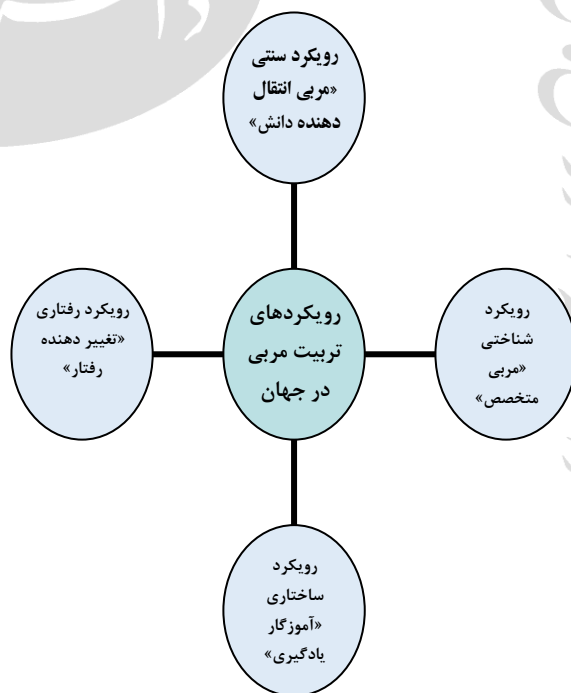 رویکرد سنتی
«مربی انتقال
دهنده دانش»
رویکرد
شناختی
«مربی
متخصص»
رویکردهای
تربیت مربی
در جهان
رویکرد رفتاری
«تغییر دهنده
رفتار»
رویکرد
ساختاری
«آموزگار
یادگیری»